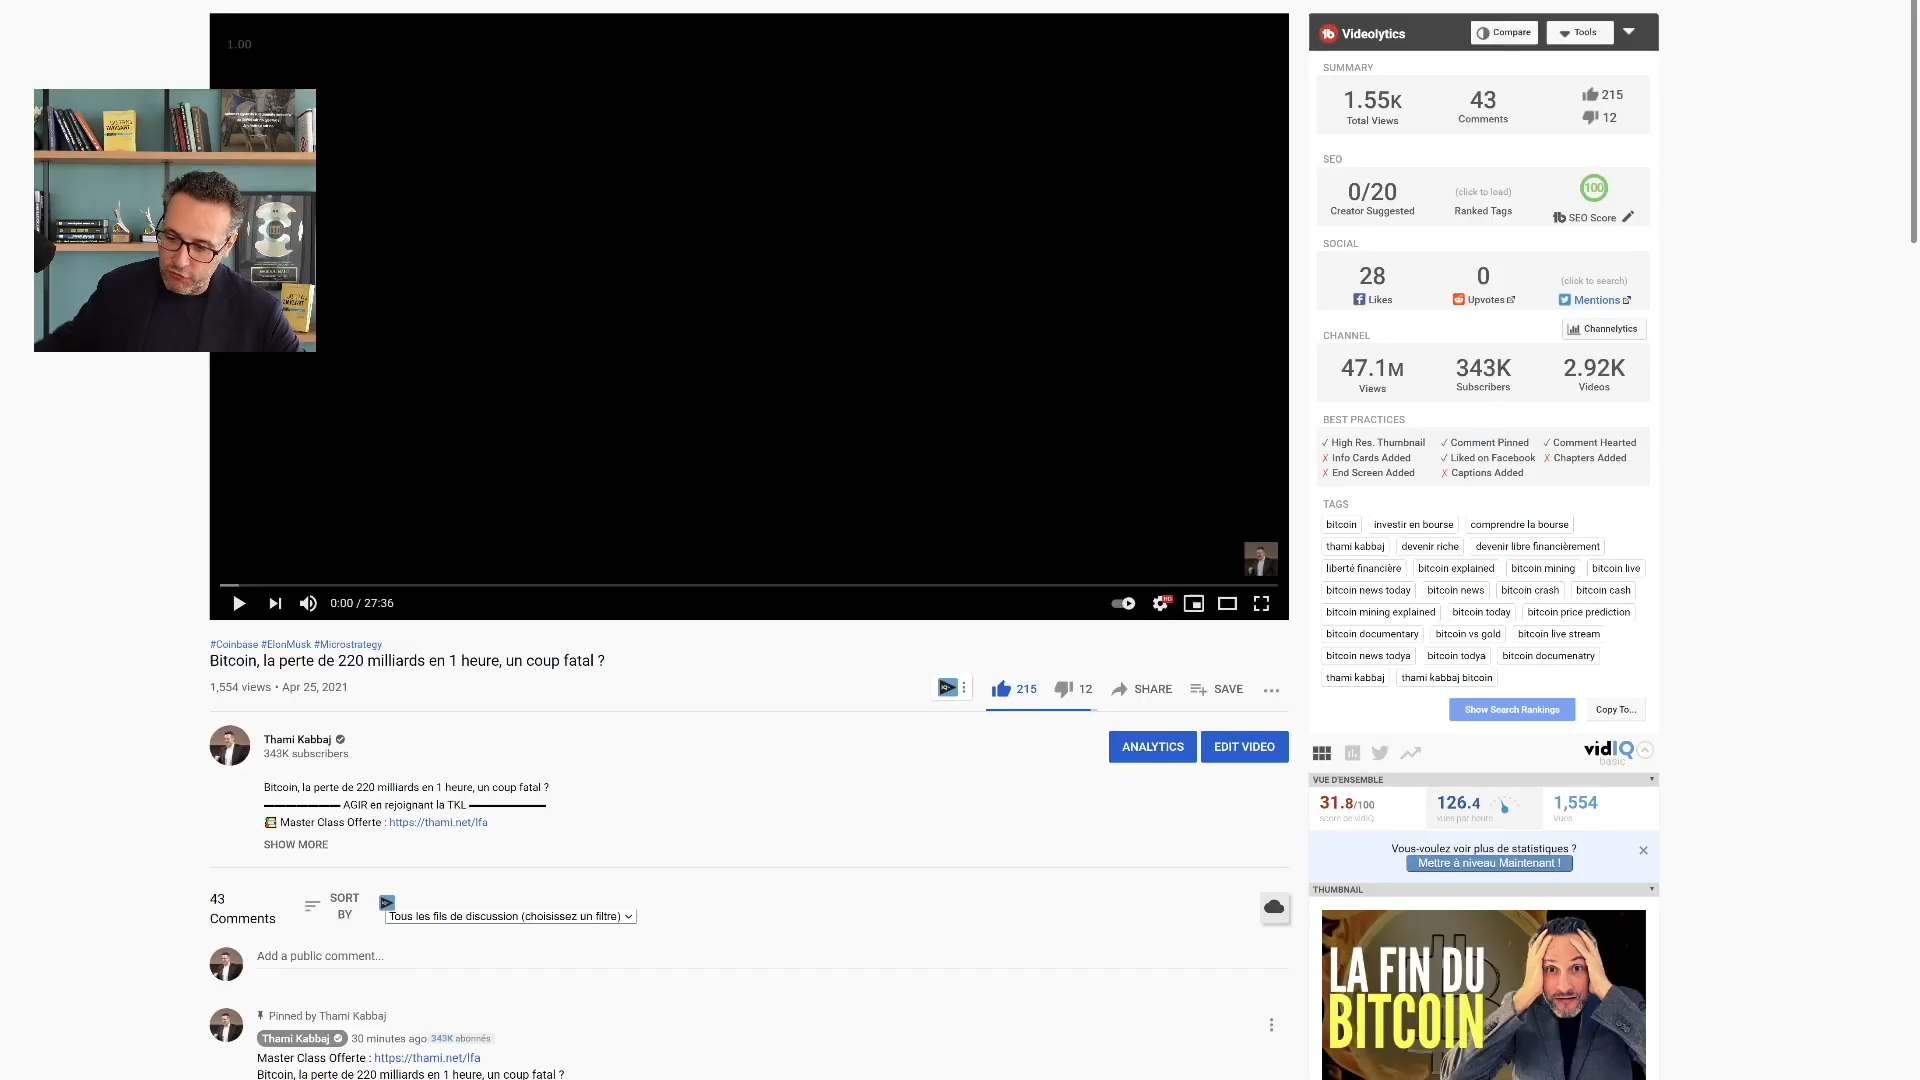 1.00
0:00 / 27:36
HD
#Coinbase #ElonMusk #Microstrategy
Bitcoin, la perte de 220 milliards en 1 heure, un coup fatal ?
1,554 views • Apr 25, 2021
215
12
SHARE
SAVE
Thami Kabbaj
343K subscribers
ANALYTICS
EDIT VIDEO
Bitcoin, la perte de 220 milliards en 1 heure, un coup fatal ?
AGIR en rejoignant la TKL
Master Class Offerte : https://thami.net/lfa
SHOW MORE
43 Comments
SORT BY
Tous les fils de discussion (choisissez un filtre)
Add a public comment...
Pinned by Thami Kabbaj
Thami Kabbaj 30 minutes ago 343K abonnés
Master Class Offerte : https://thami.net/lfa
Bitcoin, la perte de 220 milliards en 1 heure, un coup fatal ?
Videolytics
Compare
Tools
SUMMARY
1.55K
Total Views
43
Comments
215
12
SEO
0/20
Creator Suggested
(click to load)
Ranked Tags
100
SEO Score
SOCIAL
28
Likes
0
Upvotes
(click to search)
Mentions
CHANNEL
Channelytics
47.1M
Views
343K
Subscribers
2.92K
Videos
BEST PRACTICES
✓ High Res. Thumbnail ✓ Comment Pinned ✓ Comment Hearted
✗ Info Cards Added ✓ Liked on Facebook ✗ Chapters Added
✗ End Screen Added ✗ Captions Added
TAGS
bitcoin investir en bourse comprendre la bourse
thami kabbaj devenir riche devenir libre financièrement
liberté financière bitcoin explained bitcoin mining bitcoin live
bitcoin news today bitcoin news bitcoin crash bitcoin cash
bitcoin mining explained bitcoin today bitcoin price prediction
bitcoin documentary bitcoin vs gold bitcoin live stream
bitcoin news todya bitcoin todya bitcoin documenatry
thami kabbaj thami kabbaj bitcoin
Show Search Rankings
Copy To...
vidIQ
basic
VUE D'ENSEMBLE
31.8/100
score de vidIQ
126.4
vues par heure
1,554
Vues
Vous-voulez voir plus de statistiques ?
Mettre à niveau Maintenant !
THUMBNAIL
LA FIN DU
BITCOIN